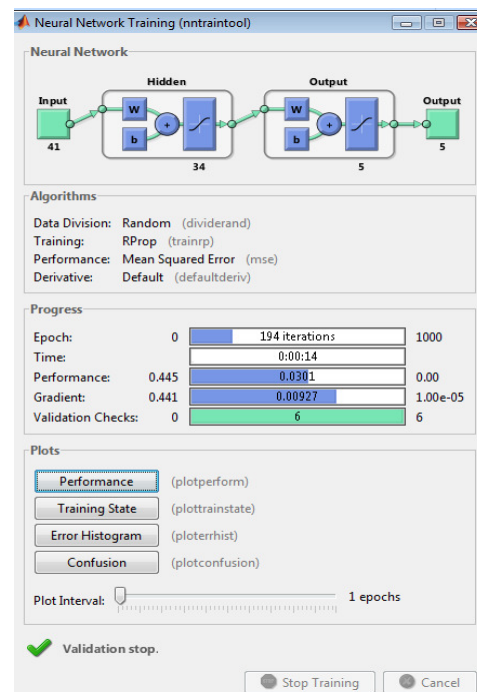 Neural Network Training (nntraintool)
Neural Network
Hidden
Output
Input
W
b
+
W
b
+
Output
41
34
5
5
Algorithms
Data Division: Random (dividerand)
Training: RProp (trainrp)
Performance: Mean Squared Error (mse)
Derivative: Default (defaultderiv)
Progress
Epoch: 0 194 iterations 1000
Time: 0:00:14
Performance: 0.445 0.0301 0.00
Gradient: 0.441 0.00927 1.00e-05
Validation Checks: 0 6 6
Plots
Performance (plotperform)
Training State (plottrainstate)
Error Histogram (ploterrhist)
Confusion (plotconfusion)
Plot Interval: 1 epochs
Validation stop.
Stop Training Cancel